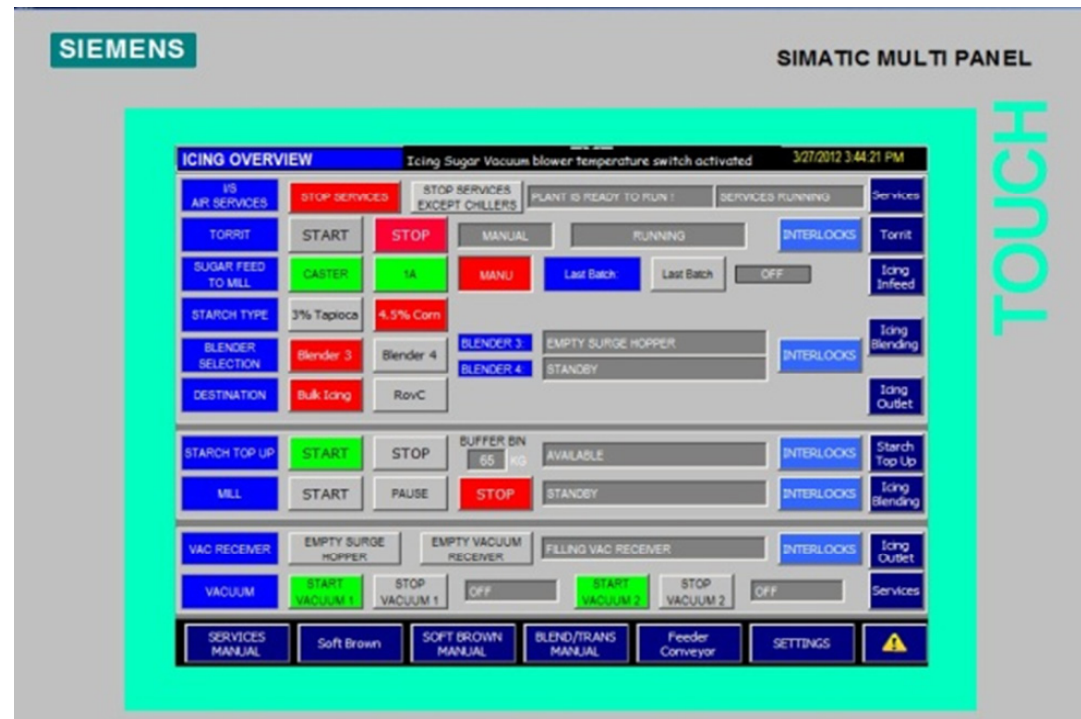 SIEMENS
SIMATIC MULTI PANEL
TOUCH
ICING OVERVIEW
Icing Sugar Vacuum blower temperature switch activated
3/27/2012 3:44:21 PM
I/S
AIR SERVICES
STOP SERVICES
STOP SERVICES
EXCEPT CHILLERS
PLANT IS READY TO RUN !
SERVICES RUNNING
Services
TORRIT
START
STOP
MANUAL
RUNNING
INTERLOCKS
Torrit
SUGAR FEED
TO MILL
CASTER
1A
MANU
Last Batch:
Last Batch
OFF
Icing
Infeed
STARCH TYPE
3% Tapioca
4.5% Corn
BLENDER
SELECTION
Blender 3
Blender 4
BLENDER 3:
EMPTY SURGE HOPPER
BLENDER 4:
STANDBY
INTERLOCKS
Icing
Blending
DESTINATION
Bulk Icing
RovC
Icing
Outlet
STARCH TOP UP
START
STOP
BUFFER BIN
65 KG
AVAILABLE
INTERLOCKS
Starch
Top Up
MILL
START
PAUSE
STOP
STANDBY
INTERLOCKS
Icing
Blending
VAC RECEIVER
EMPTY SURGE
HOPPER
EMPTY VACUUM
RECEIVER
FILLING VAC RECEIVER
INTERLOCKS
Icing
Outlet
VACUUM
START
VACUUM 1
STOP
VACUUM 1
OFF
START
VACUUM 2
STOP
VACUUM 2
OFF
Services
SERVICES
MANUAL
Soft Brown
SOFT BROWN
MANUAL
BLEND/TRANS
MANUAL
Feeder
Conveyor
SETTINGS